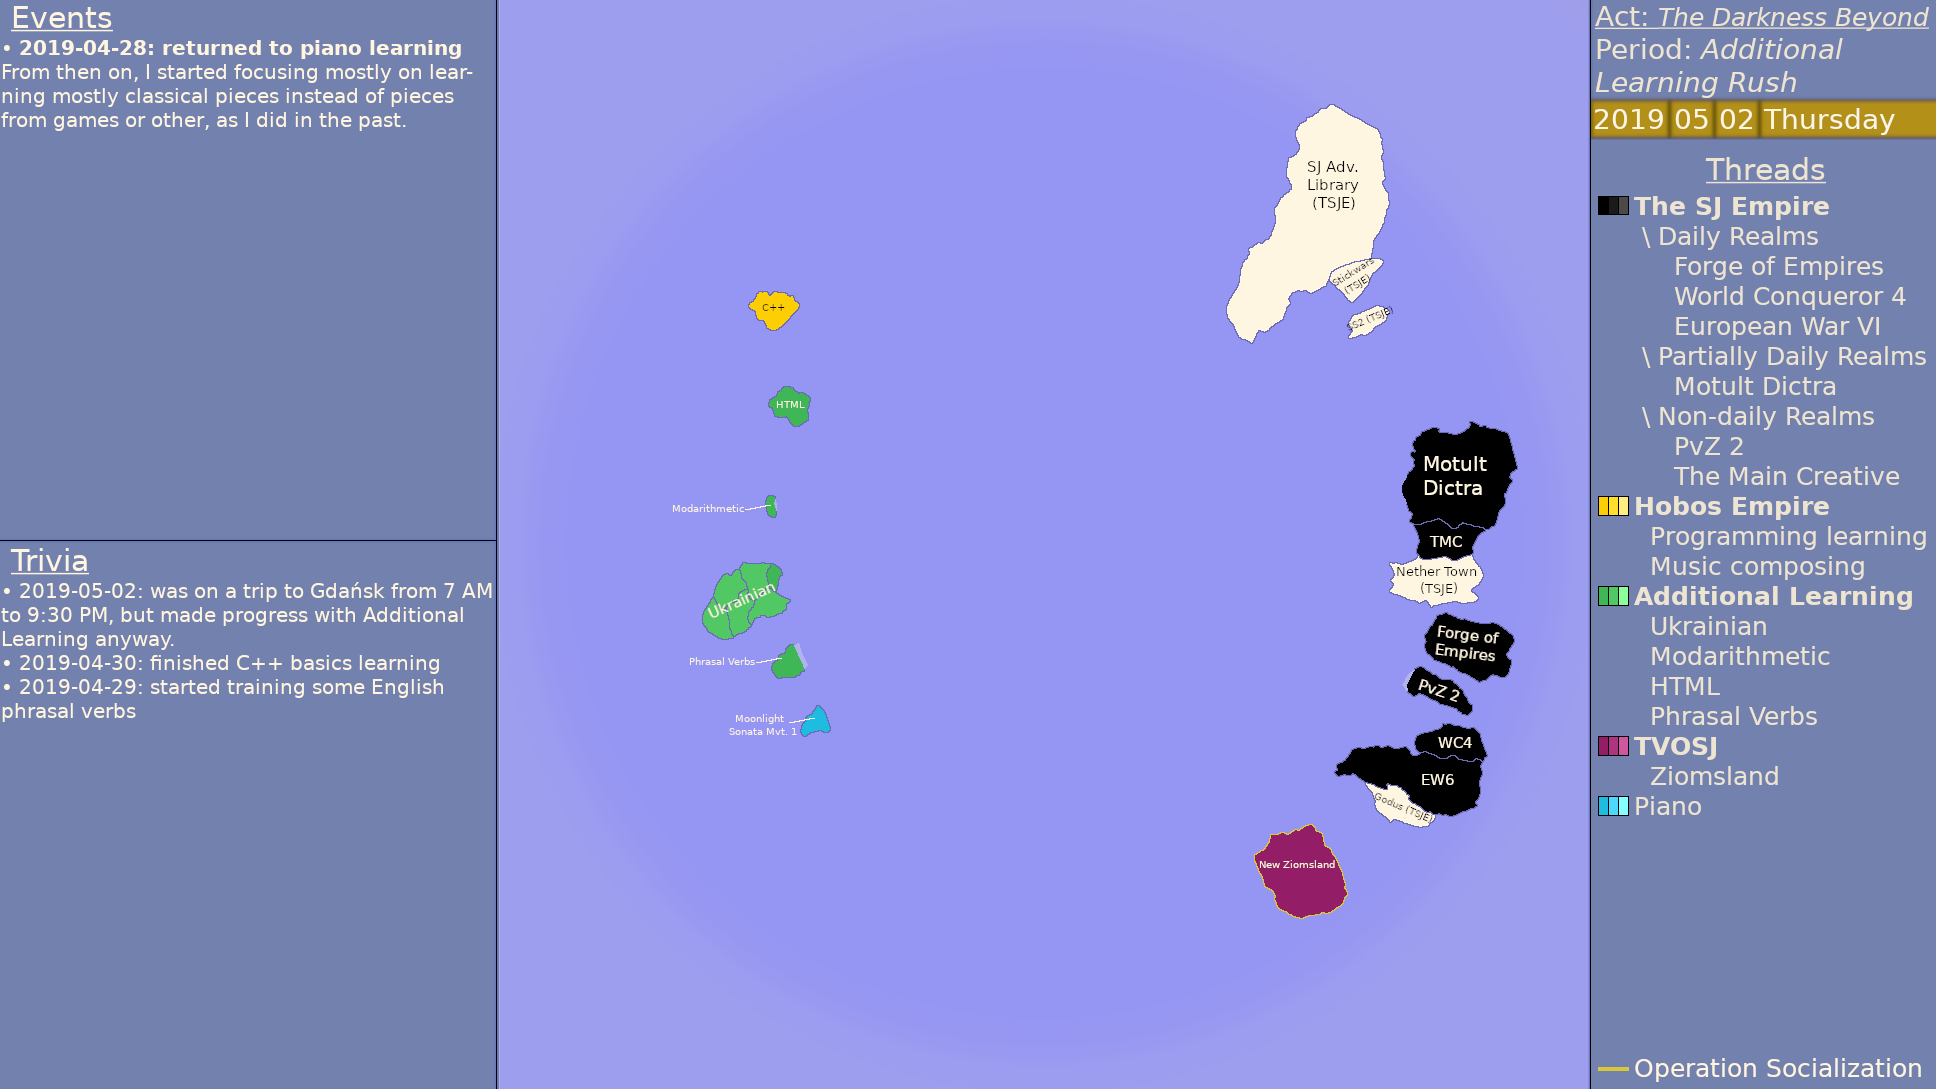 Events
• 2019-04-28: returned to piano learning
From then on, I started focusing mostly on lear-
ning mostly classical pieces instead of pieces
from games or other, as I did in the past.
Trivia
• 2019-05-02: was on a trip to Gdańsk from 7 AM
to 9:30 PM, but made progress with Additional
Learning anyway.
• 2019-04-30: finished C++ basics learning
• 2019-04-29: started training some English
phrasal verbs
C++
HTML
Modarithmetic
Ukrainian
Phrasal Verbs
Moonlight
Sonata Mvt. 1
SJ Adv.
Library
(TSJE)
Stickwars
(TSJE)
SS2 (TSJE)
Motult
Dictra
TMC
Nether Town
(TSJE)
Forge of
Empires
PvZ 2
WC4
EW6
Godus (TSJE)
New Ziomsland
Act: The Darkness Beyond
Period: Additional
Learning Rush
2019 05 02 Thursday
Threads
The SJ Empire
\ Daily Realms
Forge of Empires
World Conqueror 4
European War VI
\ Partially Daily Realms
Motult Dictra
\ Non-daily Realms
PvZ 2
The Main Creative
Hobos Empire
Programming learning
Music composing
Additional Learning
Ukrainian
Modarithmetic
HTML
Phrasal Verbs
TVOSJ
Ziomsland
Piano
Operation Socialization